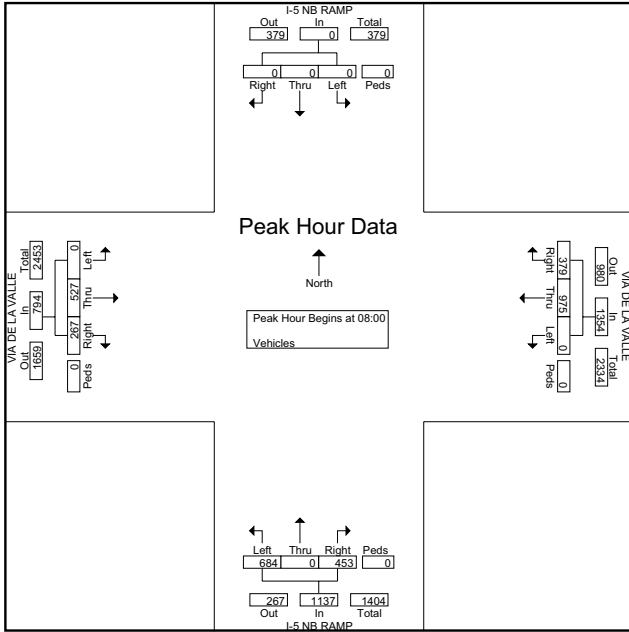 I-5 NB RAMP
Out In Total
379 0 379
0 0 0 0
Right Thru Left Peds
Peak Hour Data
North
Peak Hour Begins at 08:00
Vehicles
VIA DE LA VALLE
Out In Total
1659 794 2453
Peds Right Thru Left
0 267 527 0
VIA DE LA VALLE
Out In Total
980 1354 2334
379 975 0 0
Right Thru Left Peds
Left Thru Right Peds
684 0 453 0
267 1137 1404
Out In Total
I-5 NB RAMP